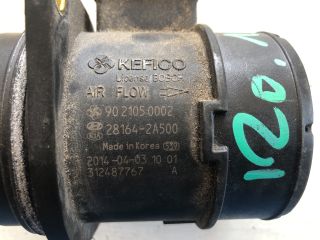 KEFICO
License BOSCH
AIR FLOW
90 2105 0002
28164-2A500
Made in Korea
2014-04-03 10 01
312487767 A
120.